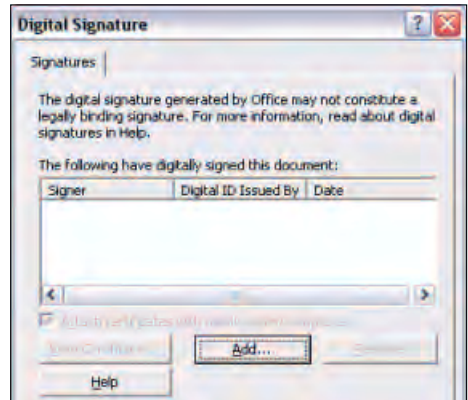 Digital Signature
Signatures
The digital signature generated by Office may not constitute a
legally binding signature. For more information, read about digital
signatures in Help.
The following have digitally signed this document:
Signer Digital ID Issued By Date
Add...
Help